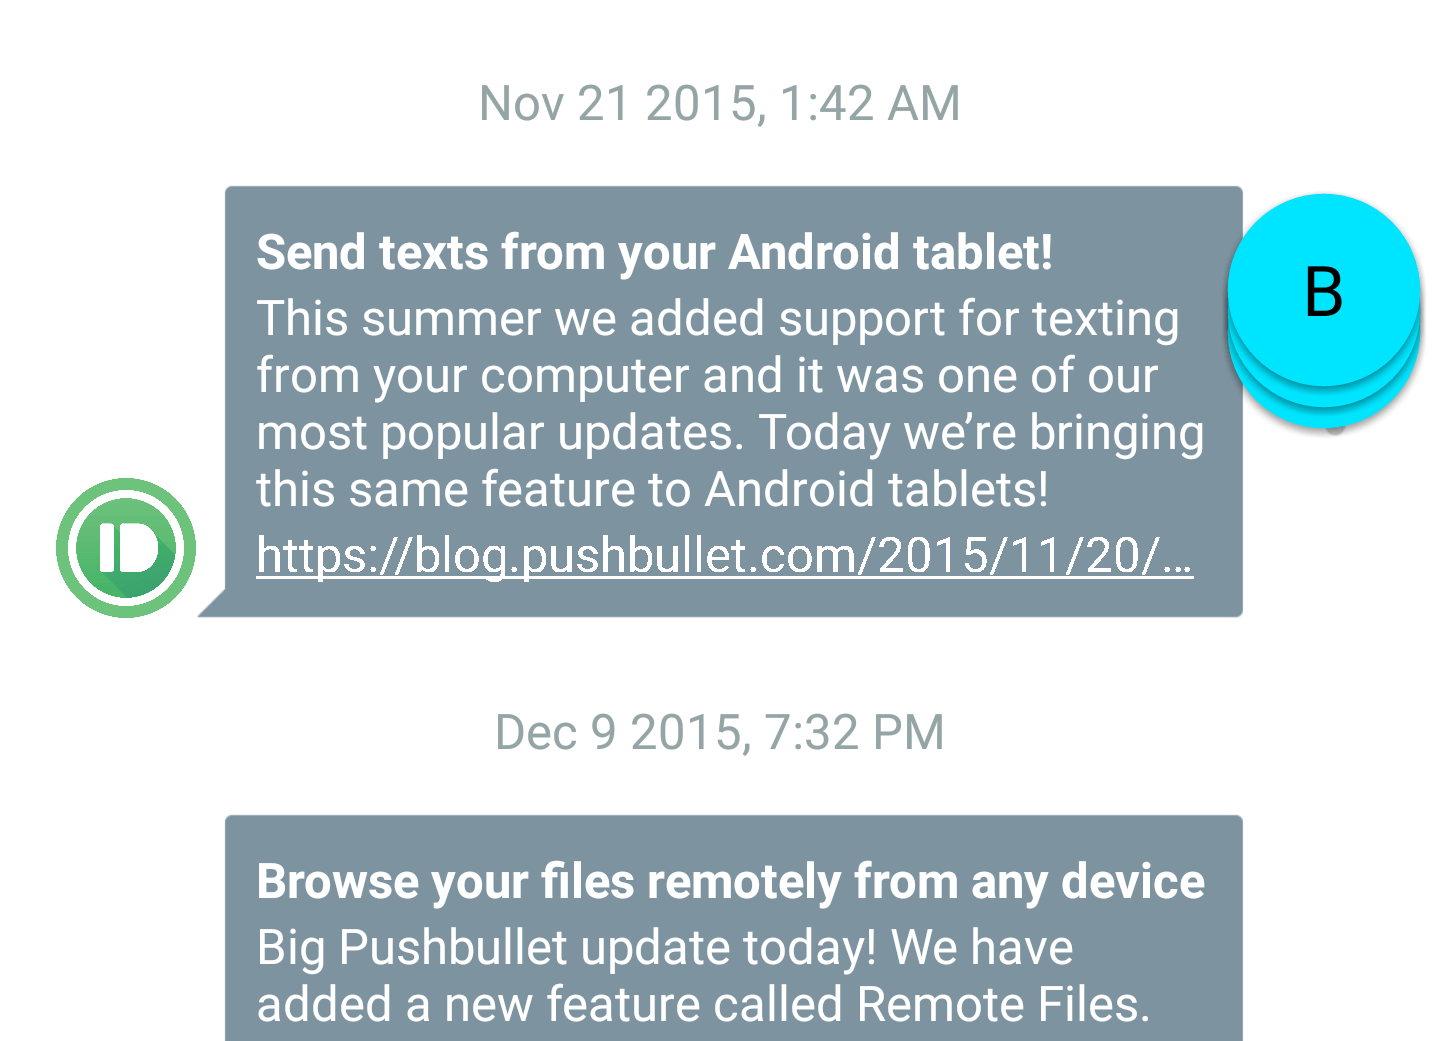 Nov 21 2015, 1:42 AM
Send texts from your Android tablet!
B
This summer we added support for texting
from your computer and it was one of our
most popular updates. Today we’re bringing
this same feature to Android tablets!
https://blog.pushbullet.com/2015/11/20/…
Dec 9 2015, 7:32 PM
Browse your files remotely from any device
Big Pushbullet update today! We have
added a new feature called Remote Files.